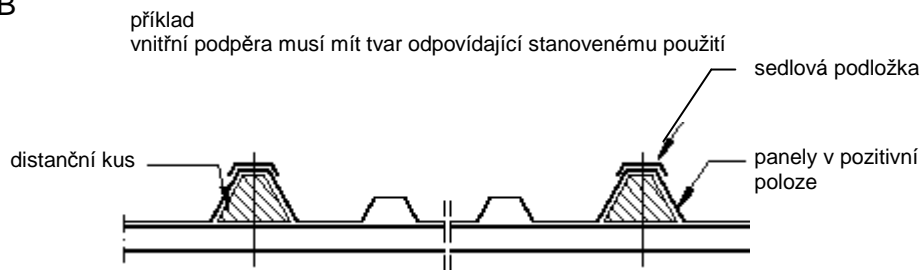 B
příklad
vnitřní podpěra musí mít tvar odpovídající stanovenému použití
sedlová podložka
distanční kus
panely v pozitivní
poloze